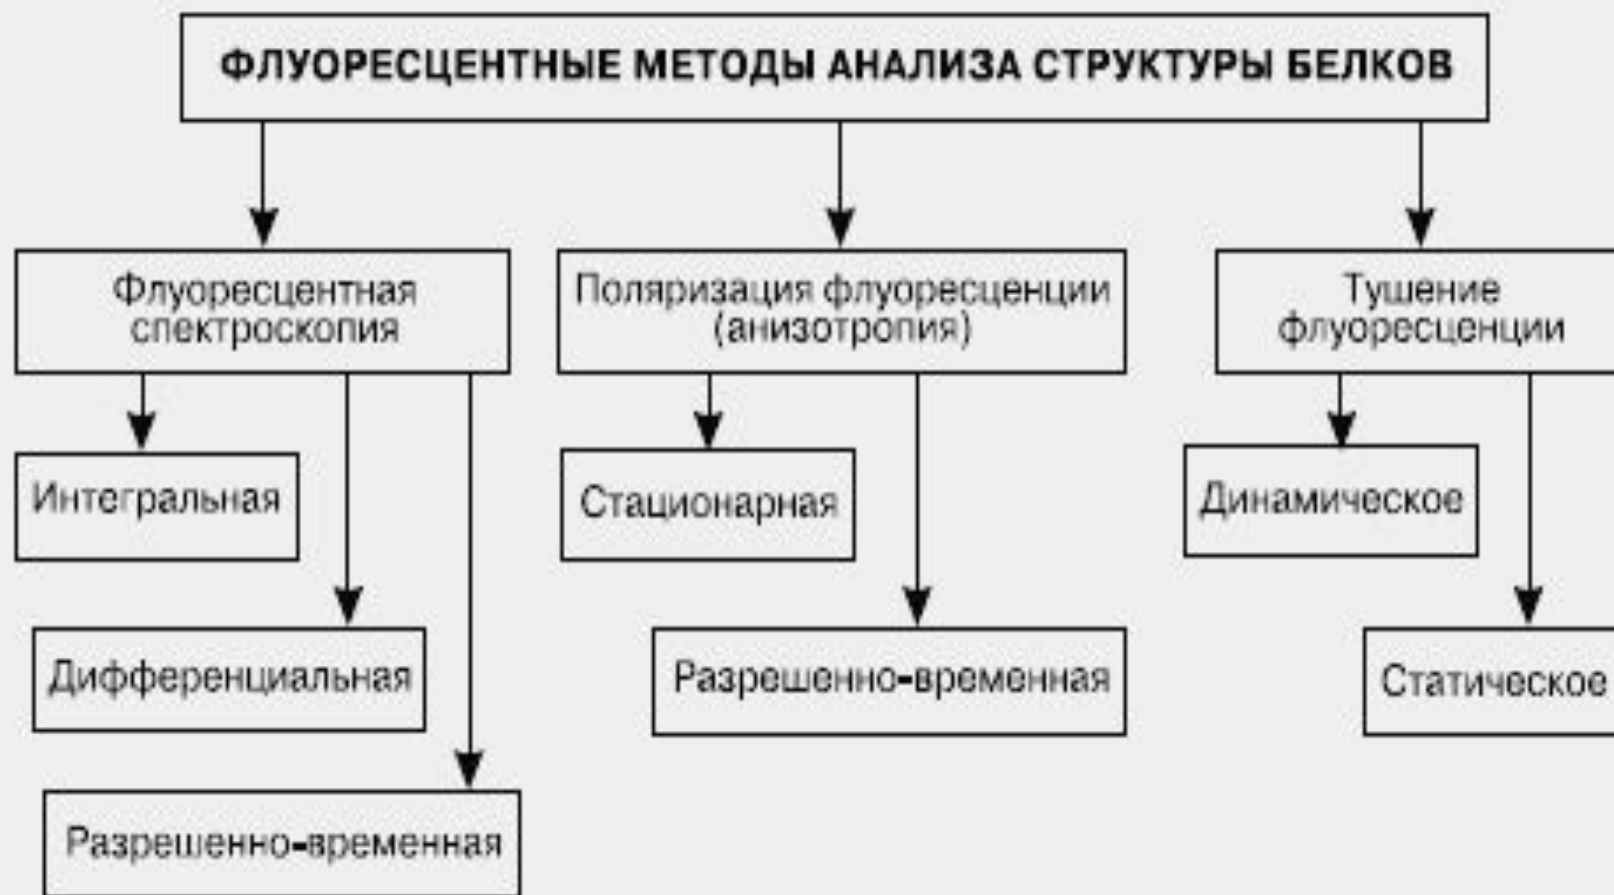 ФЛУОРЕСЦЕНТНЫЕ МЕТОДЫ АНАЛИЗА СТРУКТУРЫ БЕЛКОВ
Флуоресцентная
спектроскопия
Поляризация флуоресценции
(анизотропия)
Тушение
флуоресценции
Интегральная
Стационарная
Динамическое
Дифференциальная
Разрешенно-временная
Статическое
Разрешенно-временная